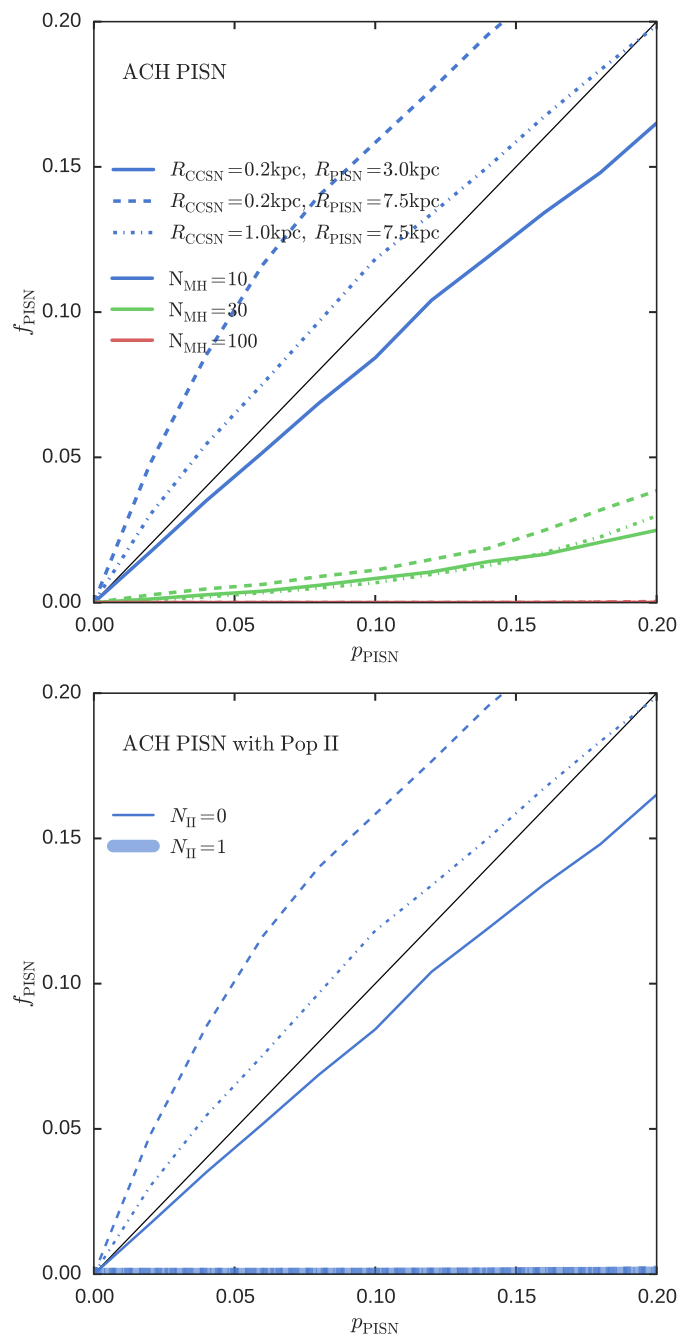 0.20
ACH PISN
0.15
R_CCSN=0.2kpc, R_PISN=3.0kpc
R_CCSN=0.2kpc, R_PISN=7.5kpc
R_CCSN=1.0kpc, R_PISN=7.5kpc
N_MH=10
N_MH=30
N_MH=100
0.10
f_PISN
0.05
0.00
0.00 0.05 0.10 0.15 0.20
p_PISN
0.20
ACH PISN with Pop II
N_II=0
N_II=1
0.15
0.10
f_PISN
0.05
0.00
0.00 0.05 0.10 0.15 0.20
p_PISN